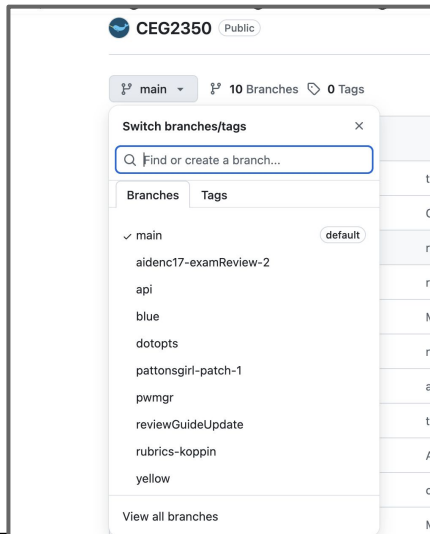 CEG2350 Public
main 10 Branches 0 Tags
Switch branches/tags
Find or create a branch...
Branches Tags
main default
aidenc17-examReview-2
api
blue
dotopts
pattonsgirl-patch-1
pwmgr
reviewGuideUpdate
rubrics-koppin
yellow
View all branches